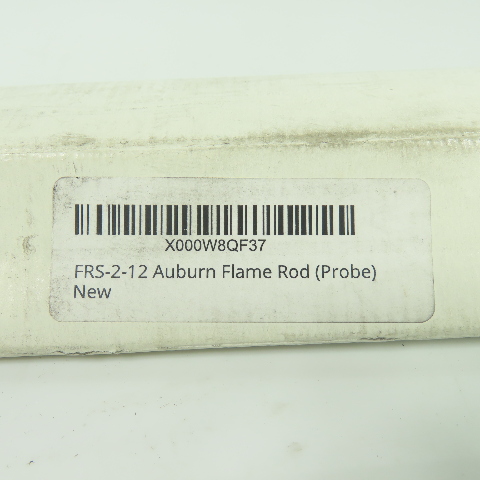 X000W8QF37
FRS-2-12 Auburn Flame Rod (Probe)
New